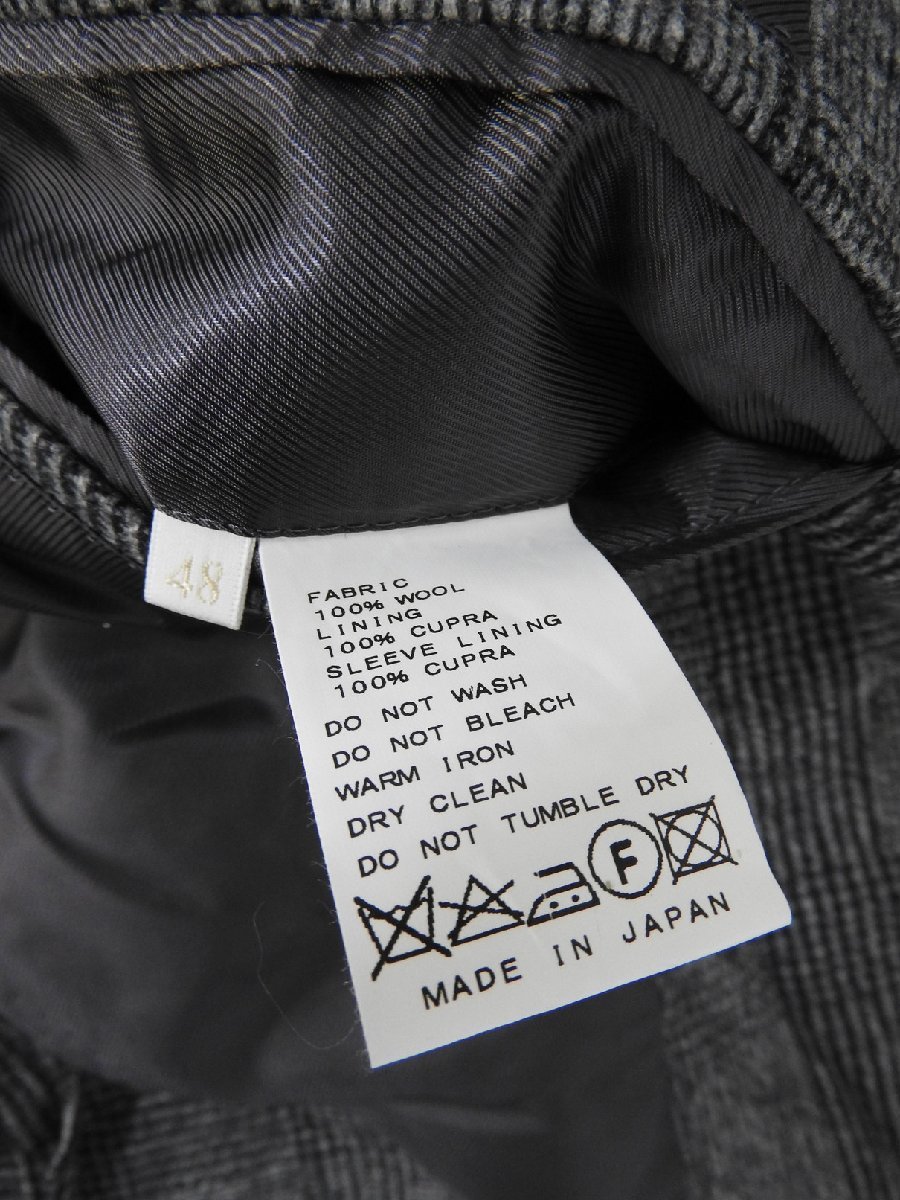 48
FABRIC
100% WOOL
LINING
100% CUPRA
SLEEVE LINING
100% CUPRA
DO NOT WASH
DO NOT BLEACH
WARM IRON
DRY CLEAN
DO NOT TUMBLE DRY
F
MADE IN JAPAN